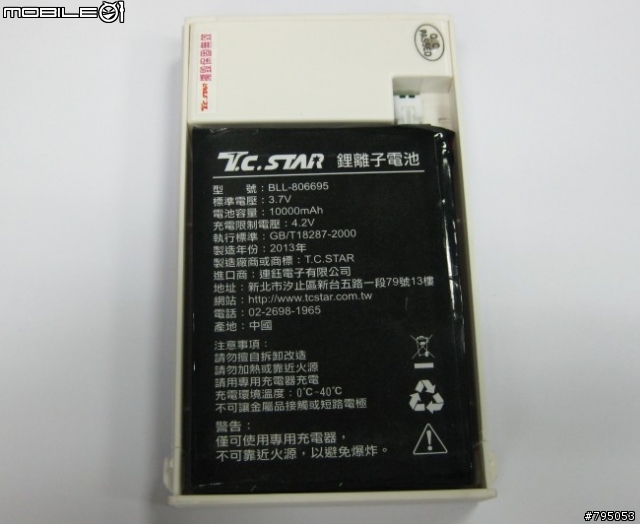 MOBILE01
Q.C
PASSED
T.C.STAR 鋰離子電池
型 號：BLL-806695
標準電壓：3.7V
電池容量：10000mAh
充電限制電壓：4.2V
執行標準：GB/T18287-2000
製造年份：2013年
製造廠商或商標：T.C.STAR
進口商：連鈺電子有限公司
地址：新北市汐止區新台五路一段79號13樓
網站：http://www.tcstar.com.tw
電話：02-2698-1965
產地：中國
注意事項：
請勿擅自拆卸改造
請勿加熱或靠近火源
請用專用充電器充電
充電環境溫度：0℃-40℃
不可讓金屬品接觸或短路電極
警告：
僅可使用專用充電器，
不可靠近火源，以避免爆炸。
#795053